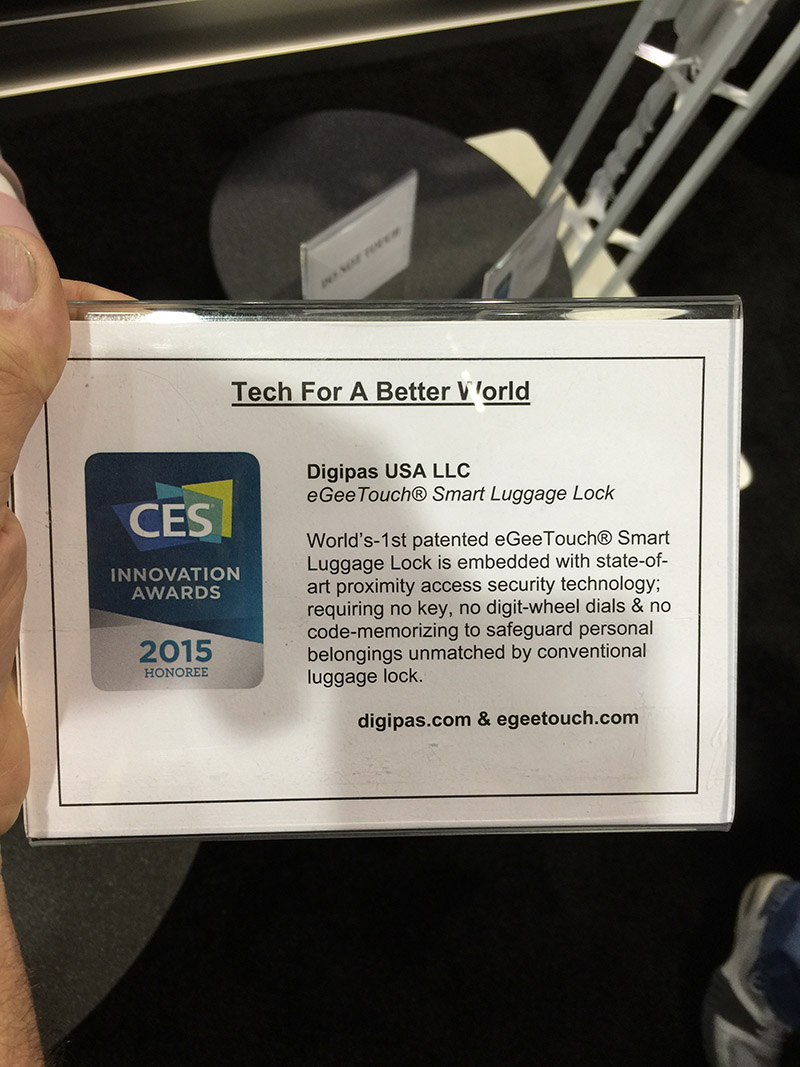 DO NOT TOUCH
Tech For A Better World
CES
INNOVATION
AWARDS
2015
HONOREE
Digipas USA LLC
eGeeTouch® Smart Luggage Lock
World's-1st patented eGeeTouch® Smart
Luggage Lock is embedded with state-of-
art proximity access security technology;
requiring no key, no digit-wheel dials & no
code-memorizing to safeguard personal
belongings unmatched by conventional
luggage lock.
digipas.com & egeetouch.com